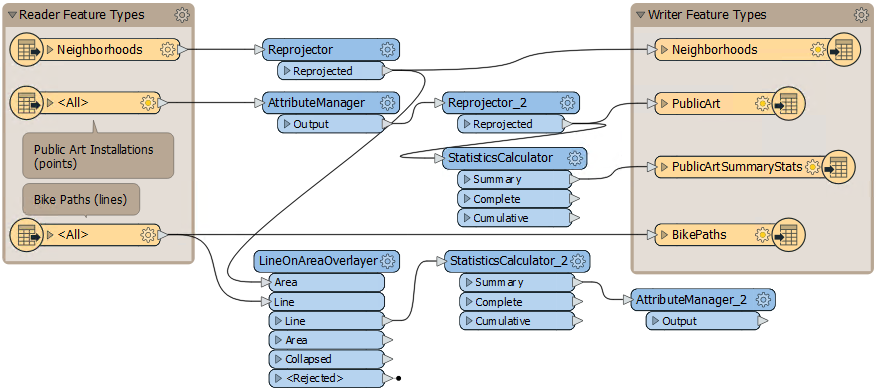 Reader Feature Types
Writer Feature Types
Neighborhoods
Reprojector
Reprojected
Neighborhoods
<All>
AttributeManager
Output
Reprojector_2
Reprojected
PublicArt
Public Art Installations
(points)
StatisticsCalculator
Summary
Complete
Cumulative
PublicArtSummaryStats
Bike Paths (lines)
<All>
BikePaths
LineOnAreaOverlayer
Area
Line
Line
Area
Collapsed
<Rejected>
StatisticsCalculator_2
Summary
Complete
Cumulative
AttributeManager_2
Output